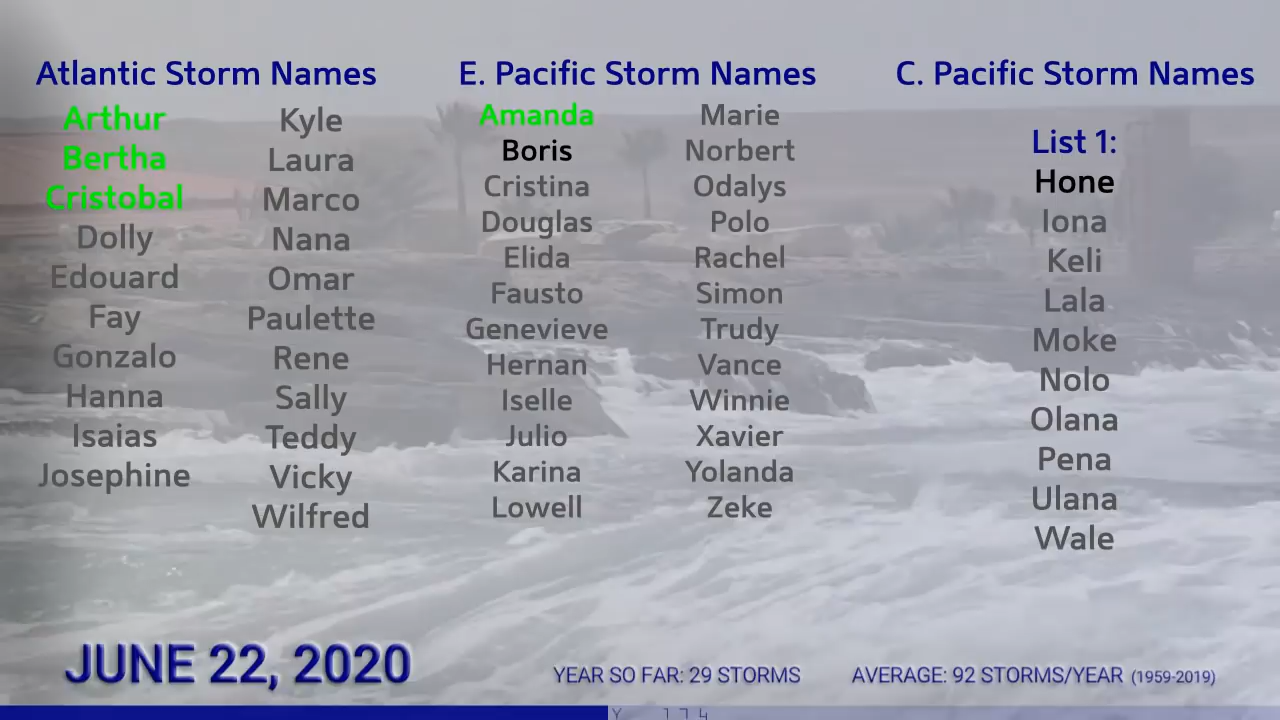 Atlantic Storm Names
Arthur
Bertha
Cristobal
Dolly
Edouard
Fay
Gonzalo
Hanna
Isaias
Josephine
Kyle
Laura
Marco
Nana
Omar
Paulette
Rene
Sally
Teddy
Vicky
Wilfred
E. Pacific Storm Names
Amanda
Boris
Cristina
Douglas
Elida
Fausto
Genevieve
Hernan
Iselle
Julio
Karina
Lowell
Marie
Norbert
Odalys
Polo
Rachel
Simon
Trudy
Vance
Winnie
Xavier
Yolanda
Zeke
C. Pacific Storm Names
List 1:
Hone
Iona
Keli
Lala
Moke
Nolo
Olana
Pena
Ulana
Wale
JUNE 22, 2020
YEAR SO FAR: 29 STORMS
AVERAGE: 92 STORMS/YEAR (1959-2019)